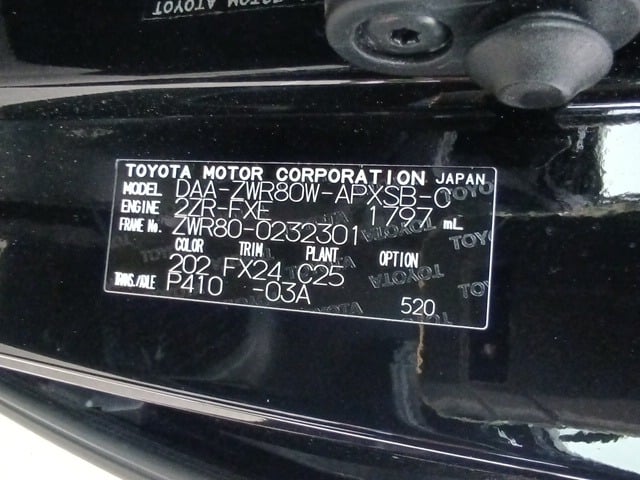 TOYOTA MOTOR CORPORATION JAPAN
MODEL DAA-ZWR80W-APXSB-C
ENGINE 2ZR-FXE 1797 mL
FRAME No. ZWR80-0232301
COLOR TRIM PLANT OPTION
202 FX24 C25
TRANS./AXLE P410 -03A
520